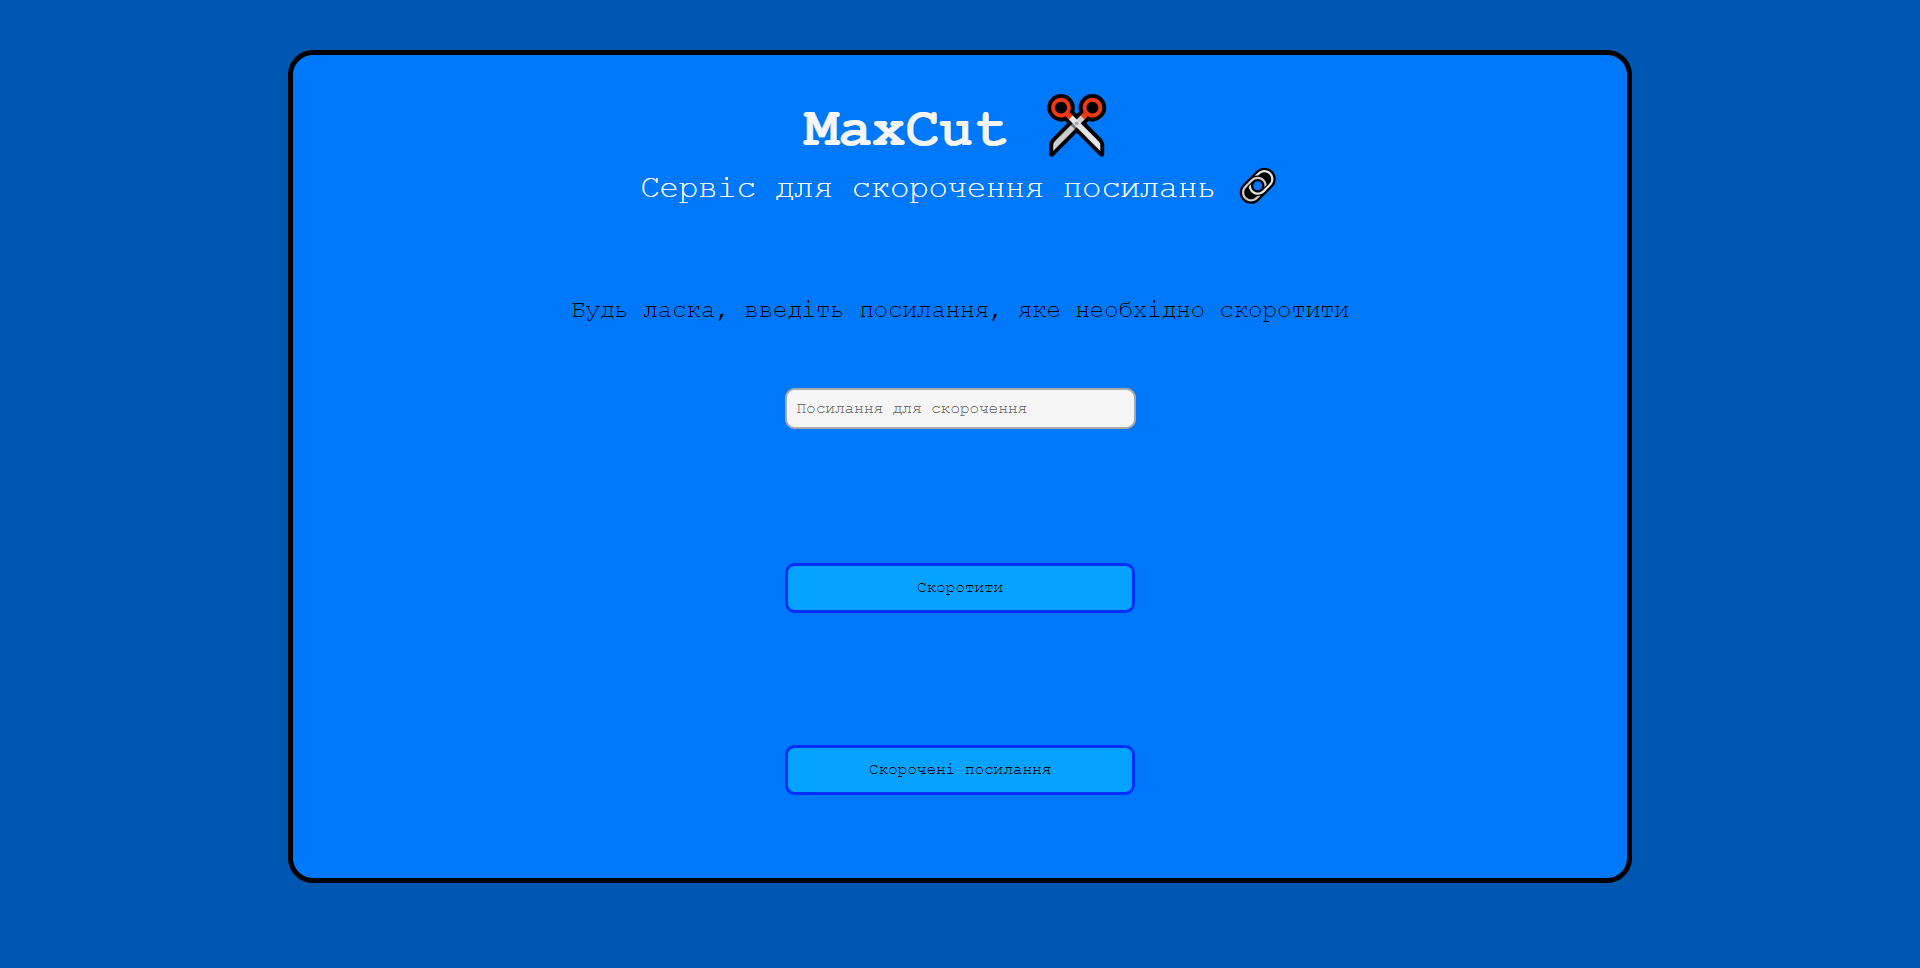 MaxCut ✂️
Сервіс для скорочення посилань 🔗
Будь ласка, введіть посилання, яке необхідно скоротити
Посилання для скорочення
Скоротити
Скорочені посилання